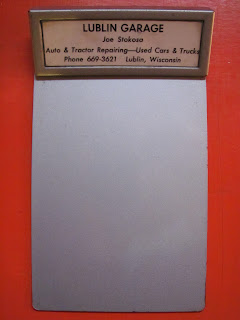 LUBLIN GARAGE
Joe Stokosa
Auto & Tractor Repairing—Used Cars & Trucks
Phone 669-3621 Lublin, Wisconsin